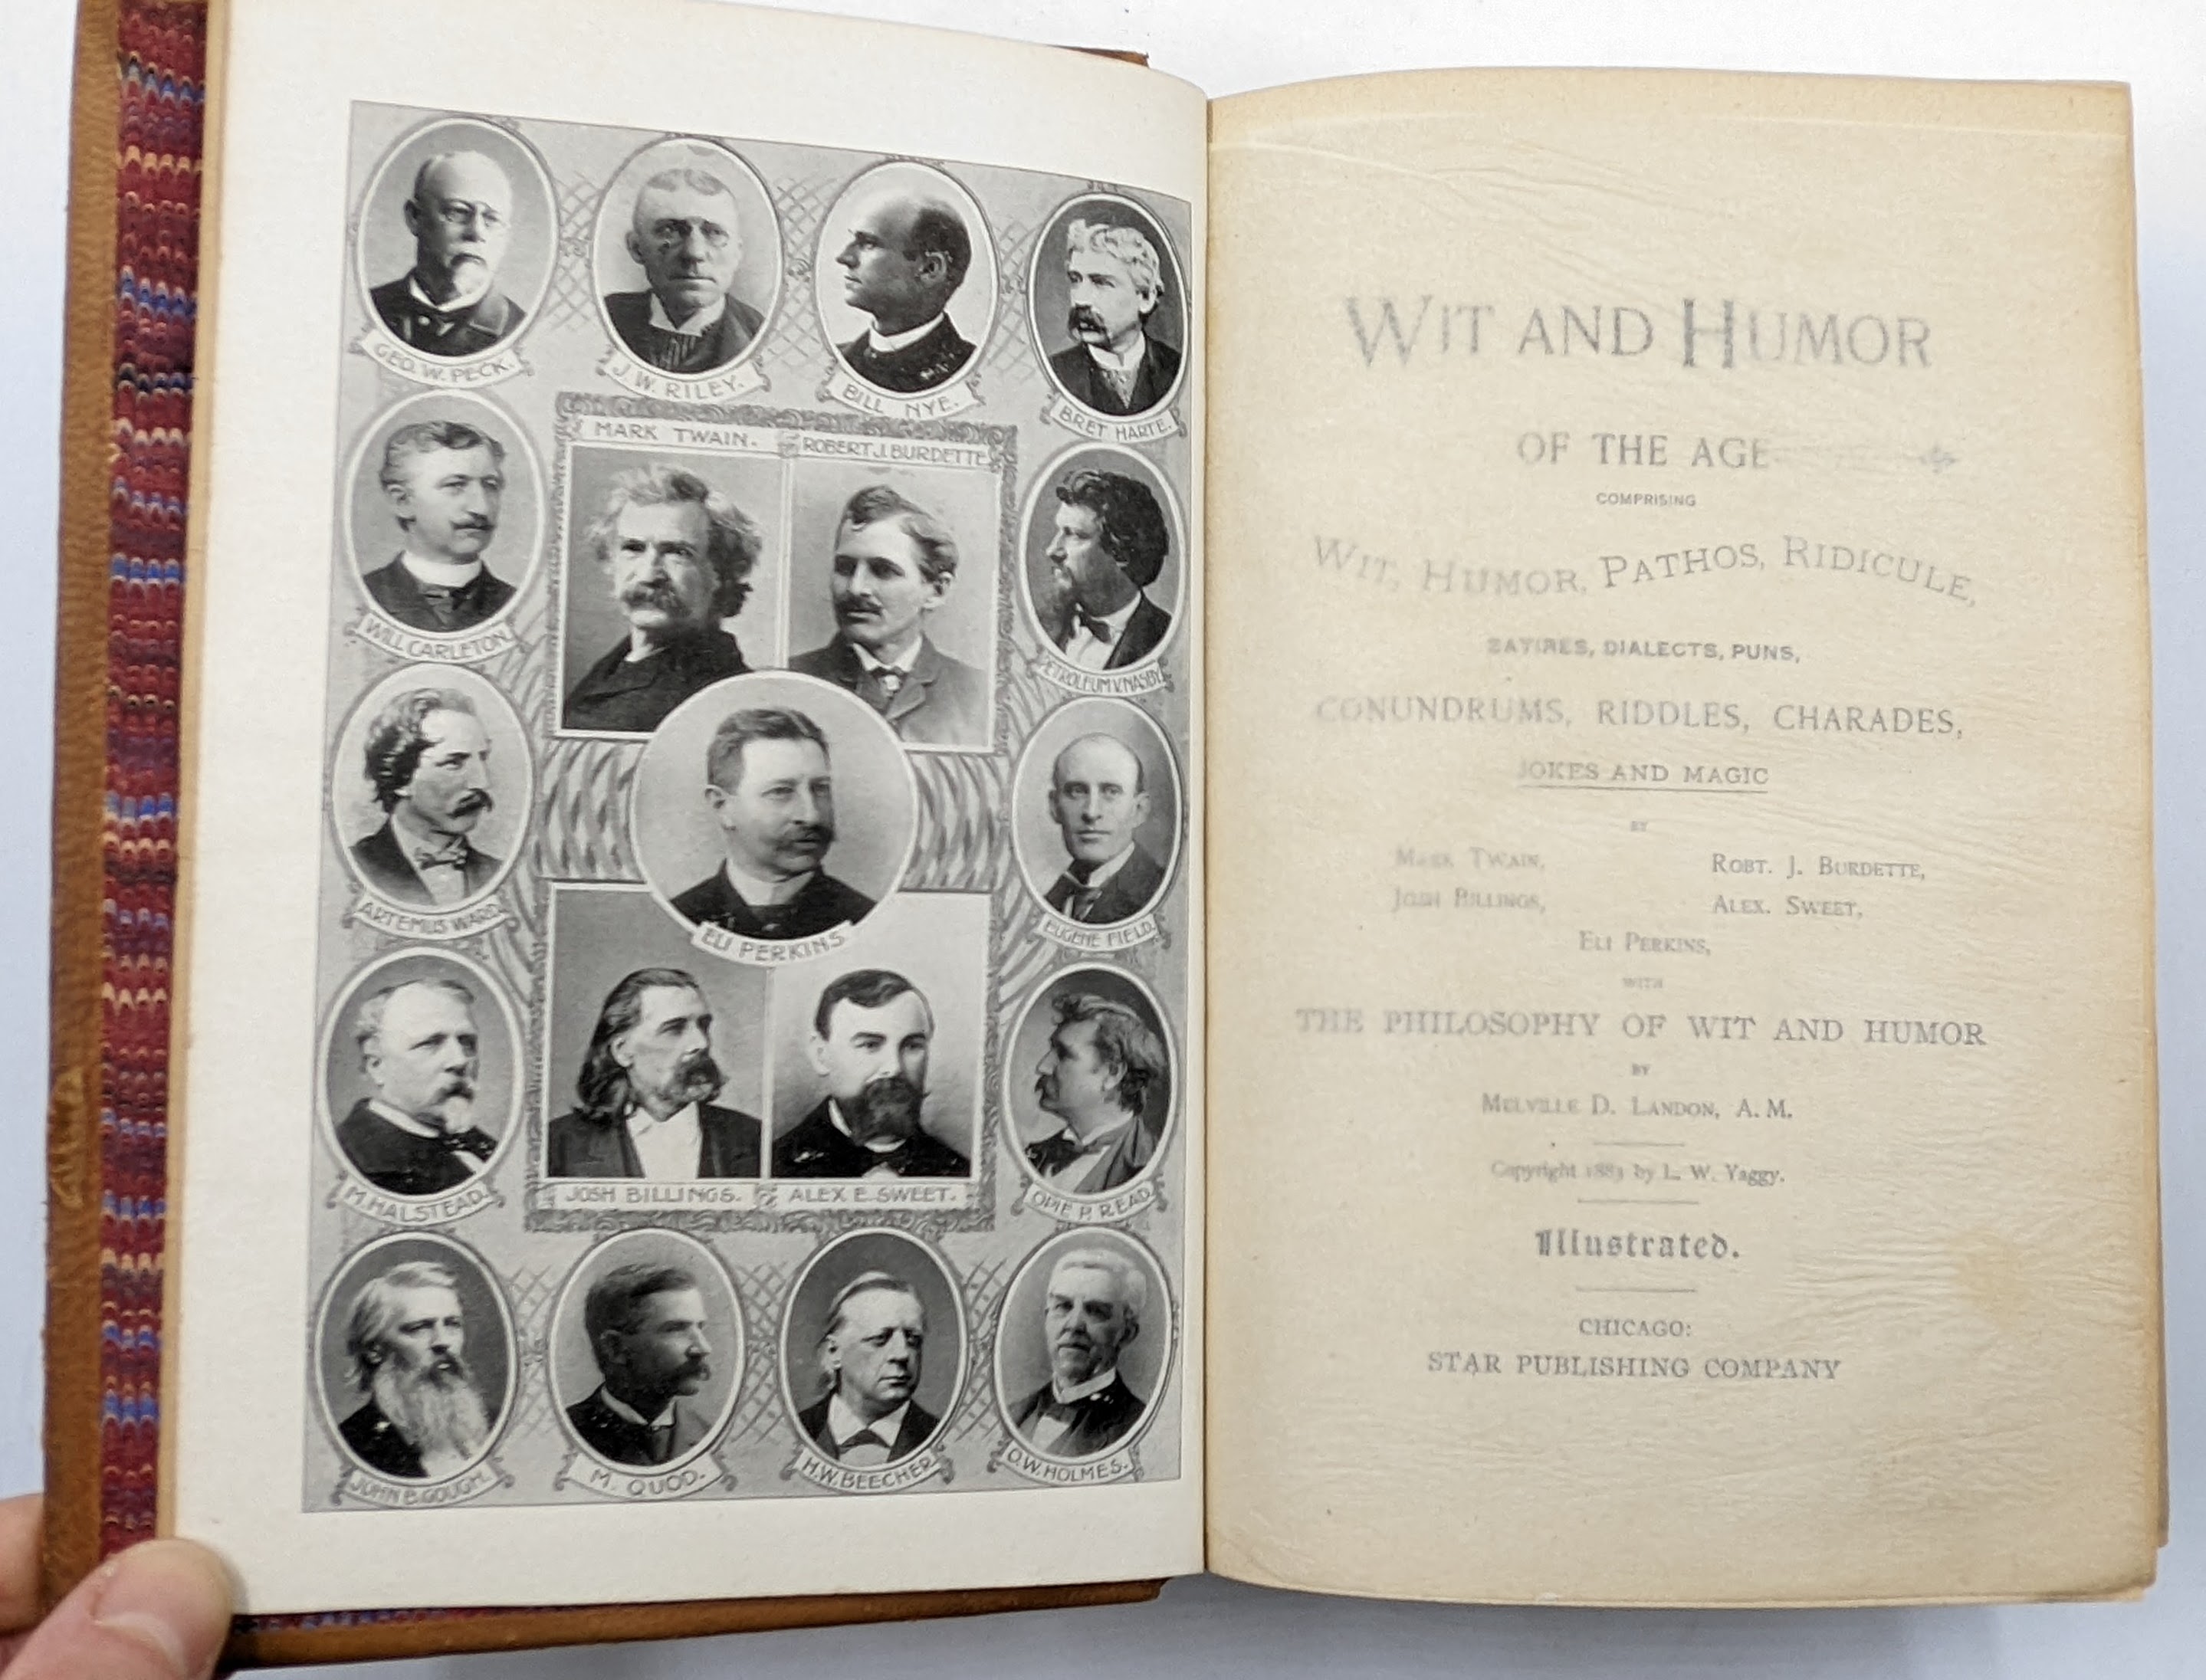 GEO. W. PECK.
J. W. RILEY.
BILL NYE.
BRET HARTE.
MARK TWAIN.
ROBERT J. BURDETTE
WILL CARLETON.
PETROLEUM V. NASBY.
ARTEMUS WARD.
ELI PERKINS
EUGENE FIELD.
M. HALSTEAD.
JOSH BILLINGS.
ALEX E. SWEET.
OPIE P. READ.
JOHN B. GOUGH.
M. QUOD.
H. W. BEECHER.
O. W. HOLMES.
WIT AND HUMOR
OF THE AGE
COMPRISING
WIT, HUMOR, PATHOS, RIDICULE,
SATIRES, DIALECTS, PUNS,
CONUNDRUMS, RIDDLES, CHARADES,
JOKES AND MAGIC
BY
MARK TWAIN, ROBT. J. BURDETTE,
JOSH BILLINGS, ALEX. SWEET,
ELI PERKINS,
WITH
THE PHILOSOPHY OF WIT AND HUMOR
BY
MELVILLE D. LANDON, A. M.
Copyright 1883 by L. W. Yaggy.
Illustrated.
CHICAGO:
STAR PUBLISHING COMPANY